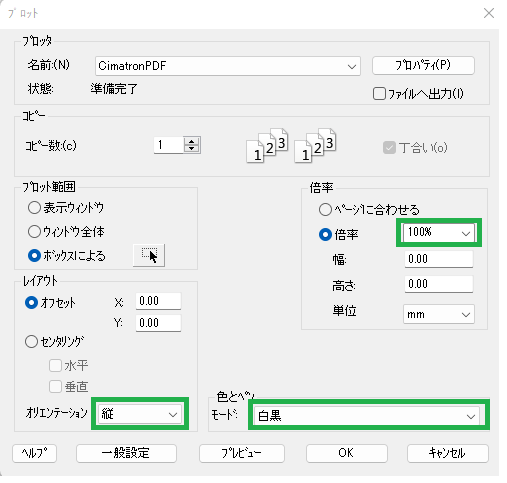 プロット
プロッタ
名前:(N) CimatronPDF プロパティ(P)
状態: 準備完了
ファイルへ出力(I)
コピー
コピー数:(c) 1 1 2 3 1 2 3 丁合い(o)
プロット範囲
表示ウィンドウ
ウィンドウ全体
ボックスによる
倍率
ページに合わせる
倍率 100%
幅: 0.00
高さ: 0.00
単位 mm
レイアウト
オフセット X: 0.00
Y: 0.00
センタリング
水平
垂直
オリエンテーション 縦
色とペン
モード: 白黒
ヘルプ 一般設定 プレビュー OK キャンセル